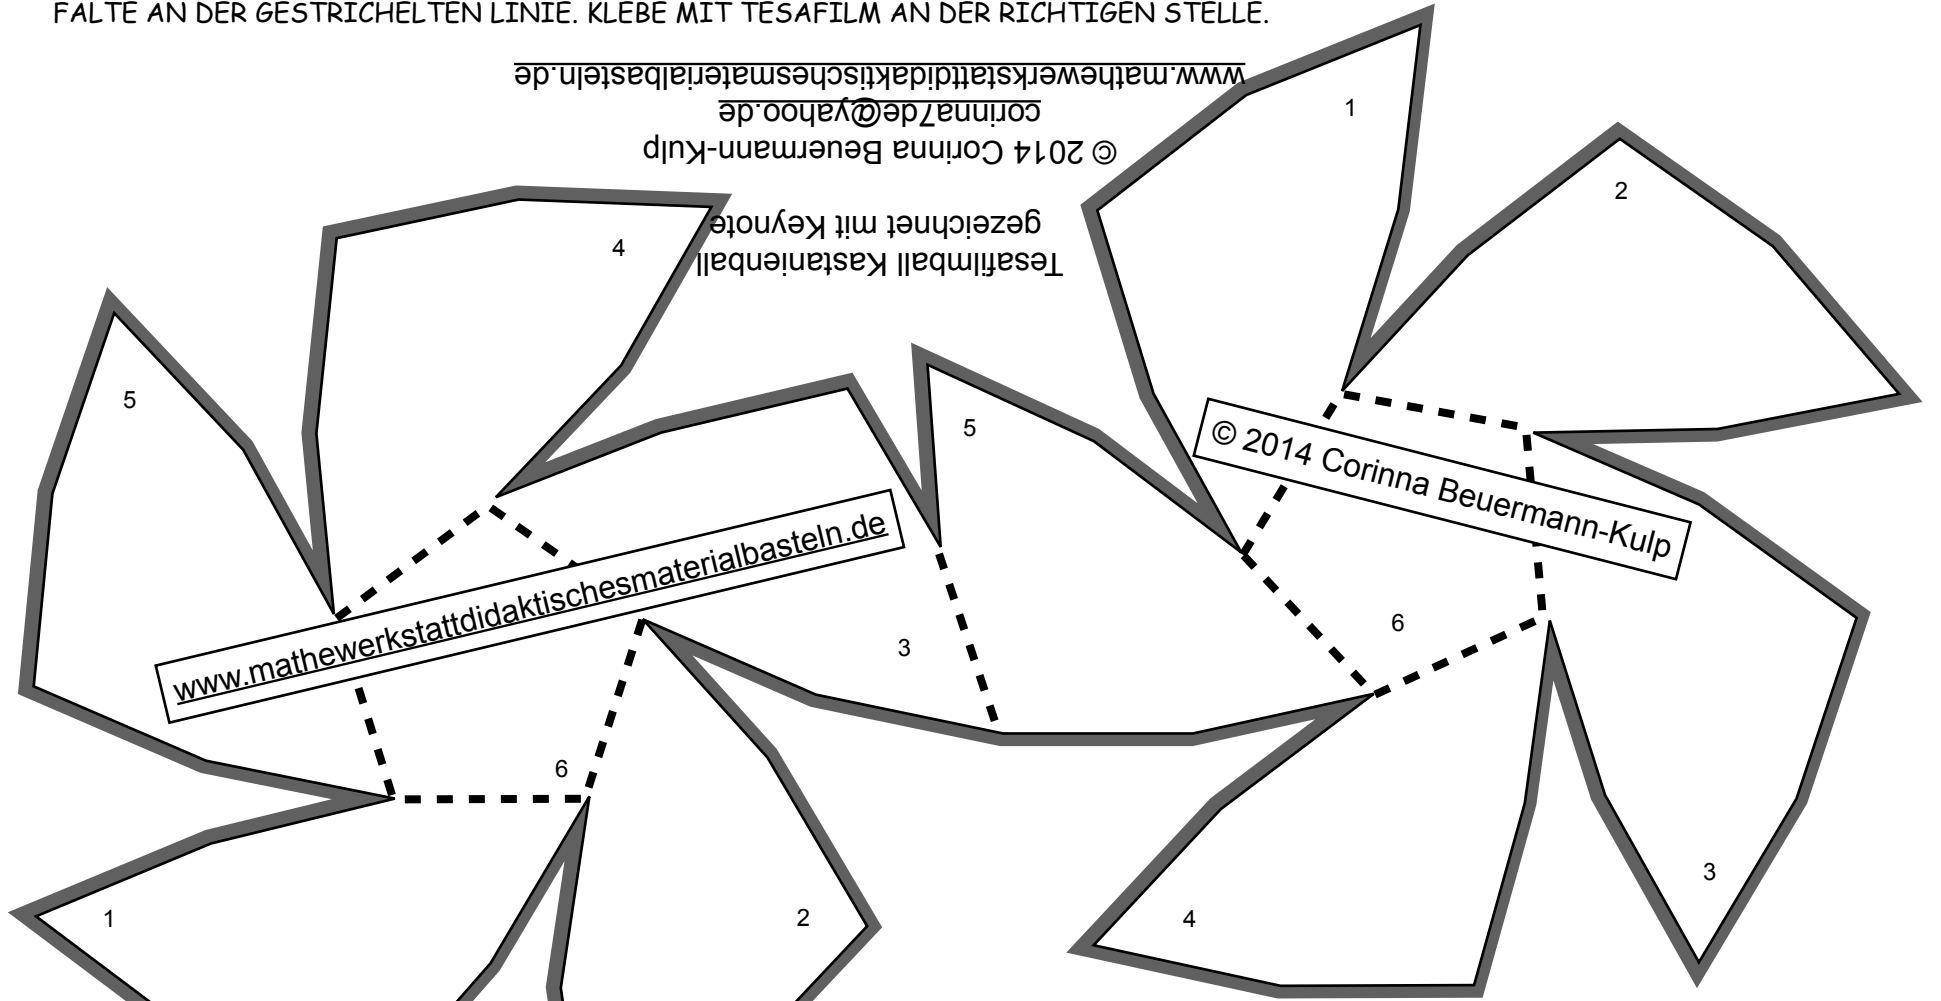 FALTE AN DER GESTRICHELTEN LINIE. KLEBE MIT TESAFILM AN DER RICHTIGEN STELLE.
Tesafilmball Kastanienball
gezeichnet mit Keynote
© 2014 Corinna Beuermann-Kulp
corinna7de@yahoo.de
www.mathewerkstattdidaktischesmaterialbasteln.de
1
2
4
5
5
© 2014 Corinna Beuermann-Kulp
www.mathewerkstattdidaktischesmaterialbasteln.de
3
6
6
1
2
4
3